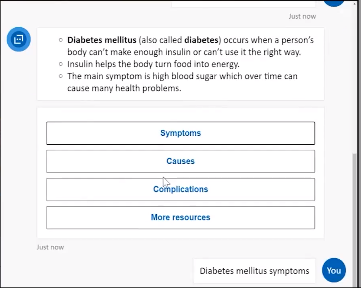 Just now
Diabetes mellitus (also called diabetes) occurs when a person's
body can't make enough insulin or can't use it the right way.
Insulin helps the body turn food into energy.
The main symptom is high blood sugar which over time can
cause many health problems.
Symptoms
Causes
Complications
More resources
Just now
Diabetes mellitus symptoms
You